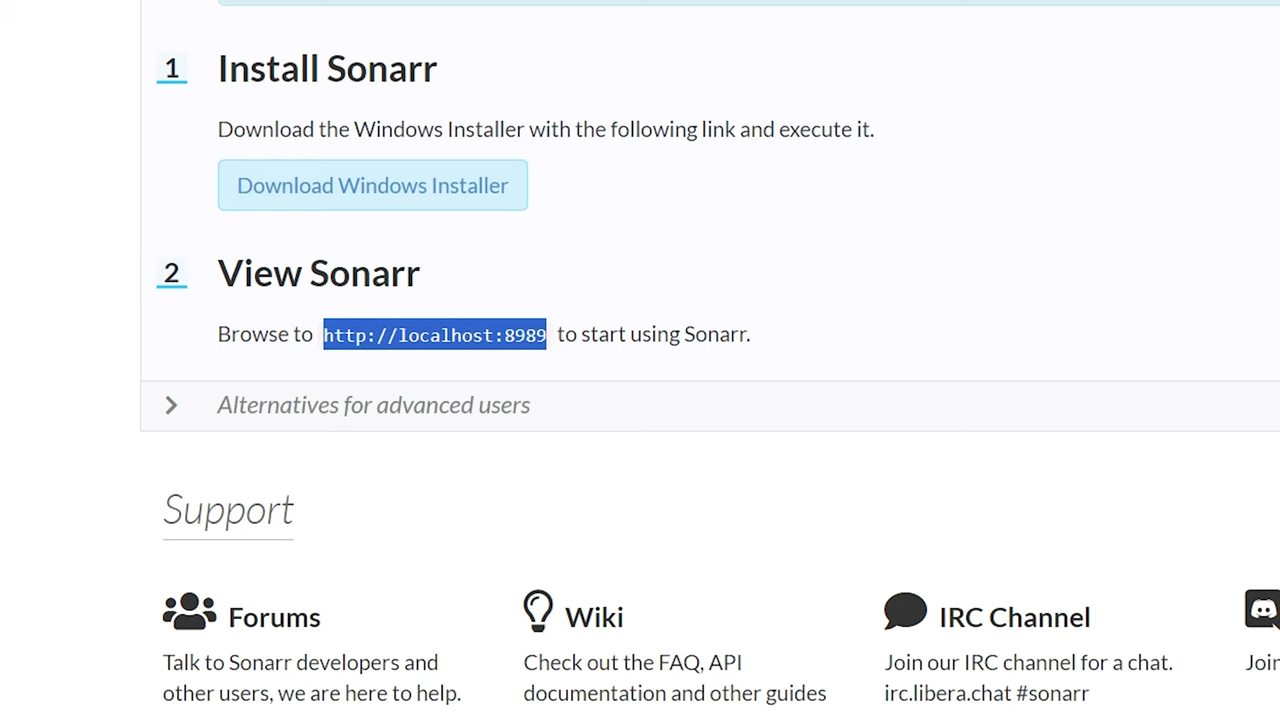 1 Install Sonarr
Download the Windows Installer with the following link and execute it.
Download Windows Installer
2 View Sonarr
Browse to http://localhost:8989 to start using Sonarr.
Alternatives for advanced users
Support
Forums
Talk to Sonarr developers and
other users, we are here to help.
Wiki
Check out the FAQ, API
documentation and other guides
IRC Channel
Join our IRC channel for a chat.
irc.libera.chat #sonarr